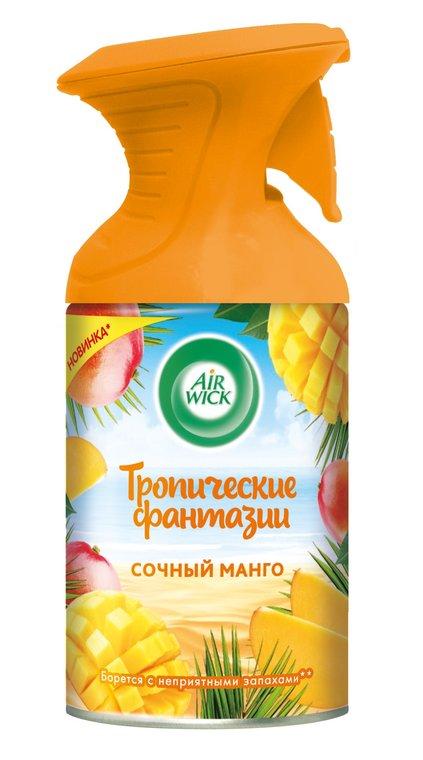 НОВИНКА*
AIR
WICK
Тропические
фантазии
СОЧНЫЙ МАНГО
Борется с неприятными запахами**